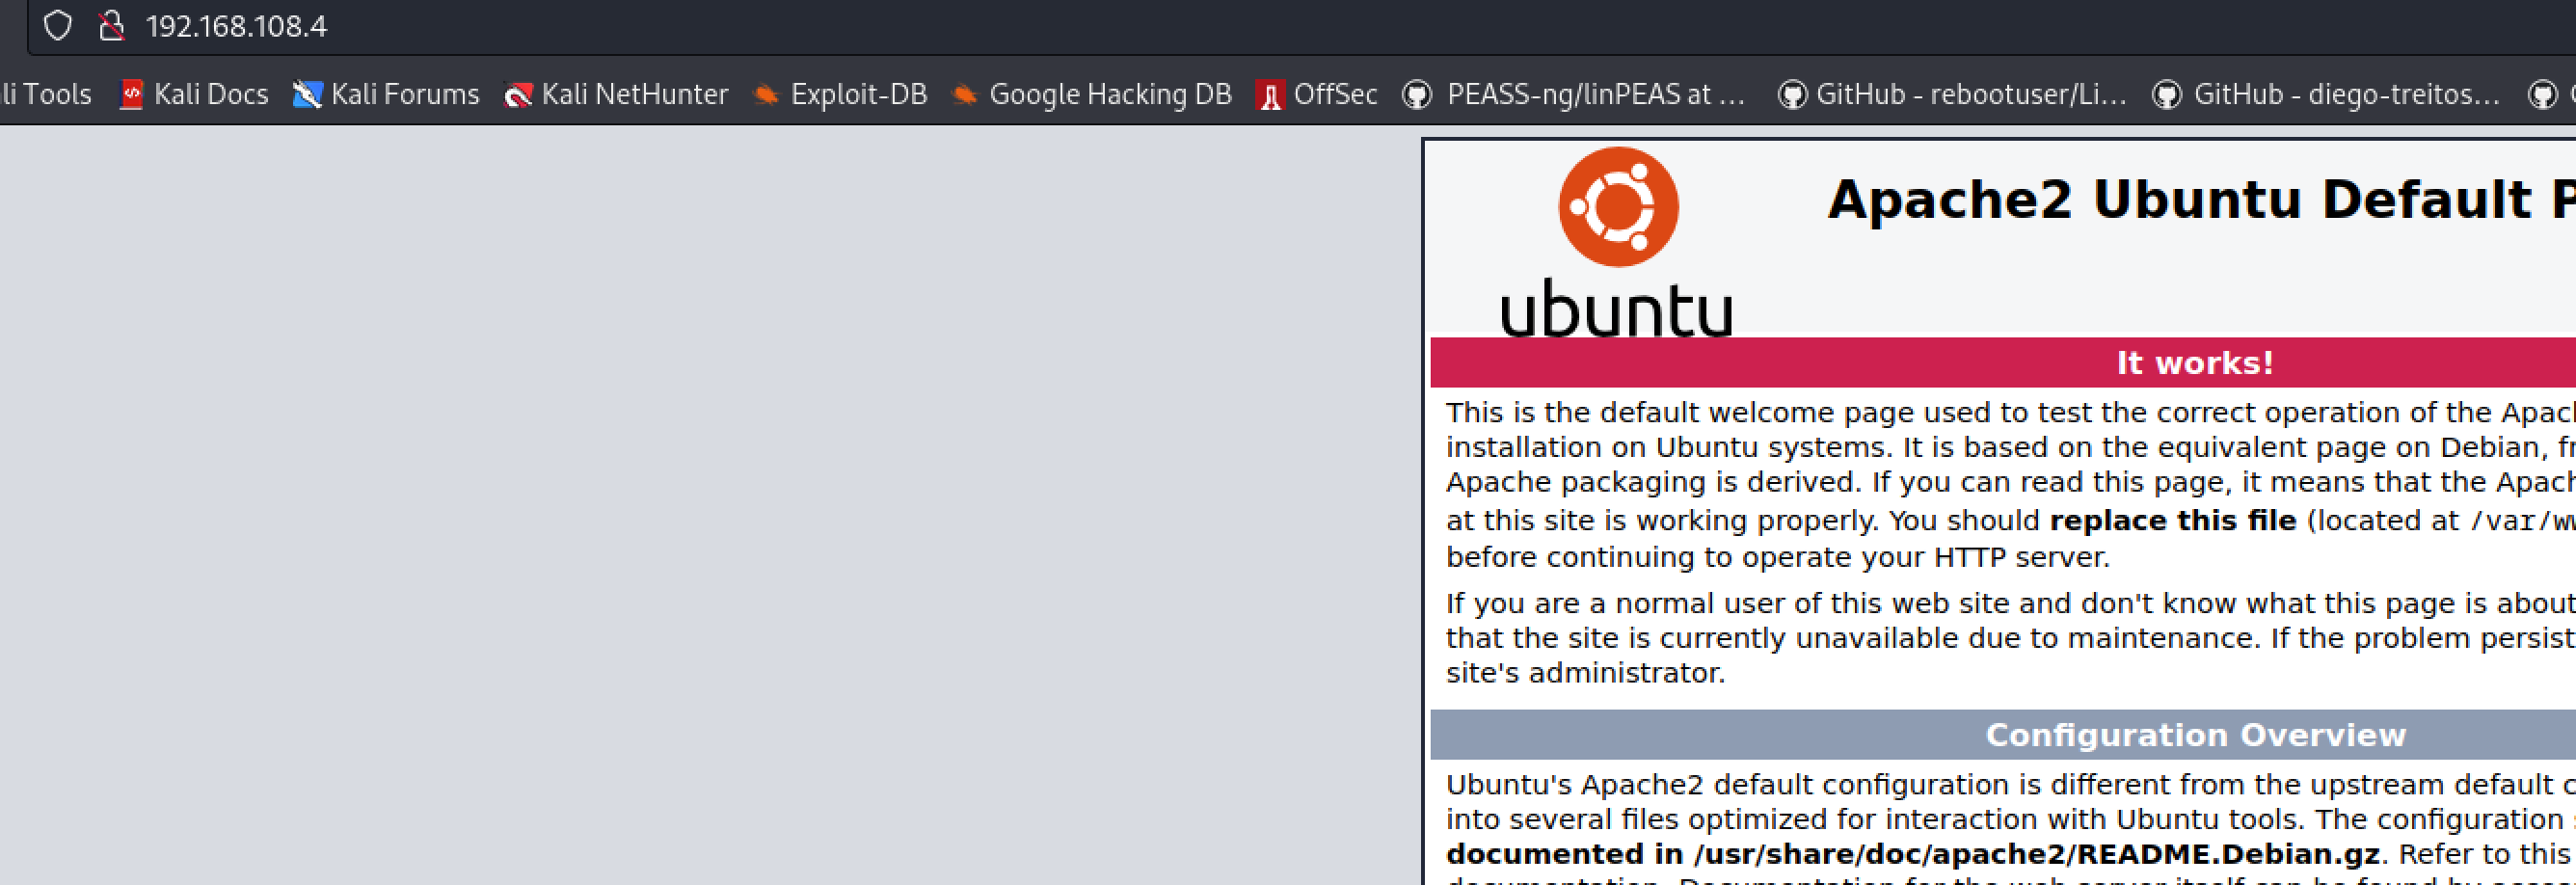 192.168.108.4
li Tools Kali Docs Kali Forums Kali NetHunter Exploit-DB Google Hacking DB OffSec PEASS-ng/linPEAS at ... GitHub - rebootuser/Li... GitHub - diego-treitos...
ubuntu
Apache2 Ubuntu Default P
It works!
This is the default welcome page used to test the correct operation of the Apac
installation on Ubuntu systems. It is based on the equivalent page on Debian, fr
Apache packaging is derived. If you can read this page, it means that the Apach
at this site is working properly. You should replace this file (located at /var/w
before continuing to operate your HTTP server.
If you are a normal user of this web site and don't know what this page is about
that the site is currently unavailable due to maintenance. If the problem persist
site's administrator.
Configuration Overview
Ubuntu's Apache2 default configuration is different from the upstream default c
into several files optimized for interaction with Ubuntu tools. The configuration
documented in /usr/share/doc/apache2/README.Debian.gz. Refer to this